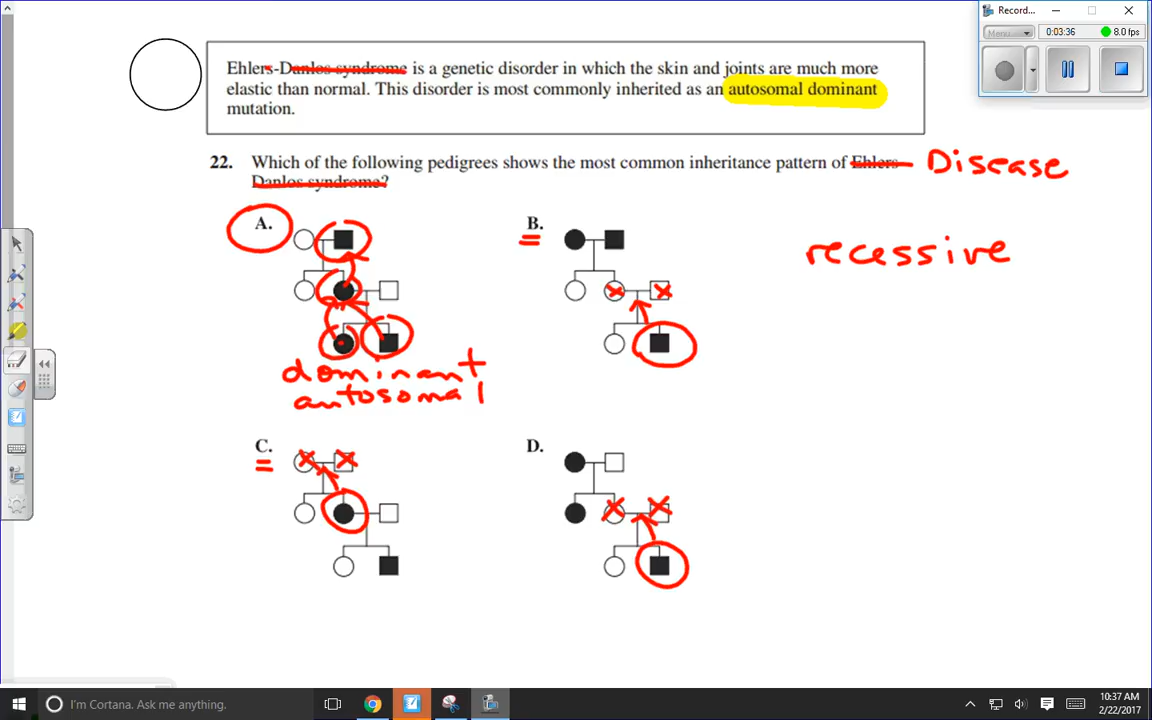 Record...
Menu
0:03:36
8.0 fps
Ehlers-Danlos syndrome is a genetic disorder in which the skin and joints are much more
elastic than normal. This disorder is most commonly inherited as an autosomal dominant
mutation.
22. Which of the following pedigrees shows the most common inheritance pattern of Ehlers-
Danlos syndrome?
Disease
A.
B.
recessive
dominant
autosomal
C.
D.
I'm Cortana. Ask me anything.
10:37 AM
2/22/2017